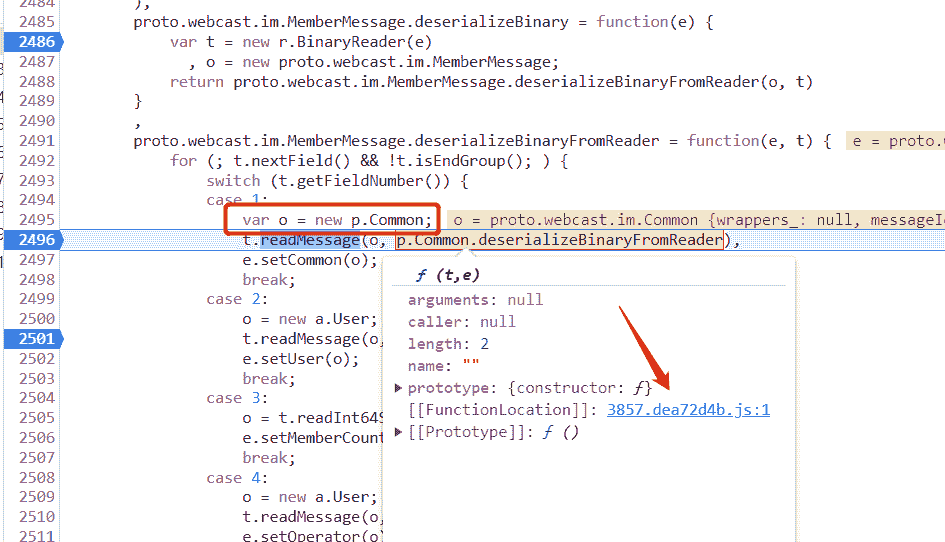 2484 },
2485 proto.webcast.im.MemberMessage.deserializeBinary = function(e) {
2486 var t = new r.BinaryReader(e)
2487 , o = new proto.webcast.im.MemberMessage;
2488 return proto.webcast.im.MemberMessage.deserializeBinaryFromReader(o, t)
2489 }
2490 ,
2491 proto.webcast.im.MemberMessage.deserializeBinaryFromReader = function(e, t) { e = proto.w
2492 for (; t.nextField() && !t.isEndGroup(); ) {
2493 switch (t.getFieldNumber()) {
2494 case 1:
2495 var o = new p.Common; o = proto.webcast.im.Common {wrappers_: null, messageId
2496 t.readMessage(o, p.Common.deserializeBinaryFromReader),
2497 e.setCommon(o);
2498 break;
2499 case 2:
2500 o = new a.User;
2501 t.readMessage(o,
2502 e.setUser(o);
2503 break;
2504 case 3:
2505 o = t.readInt64S
2506 e.setMemberCount
2507 break;
2508 case 4:
2509 o = new a.User;
2510 t.readMessage(o,
2511 e.setOperator(o)
f (t,e)
arguments: null
caller: null
length: 2
name: ""
prototype: {constructor: f}
[[FunctionLocation]]: 3857.dea72d4b.js:1
[[Prototype]]: f ()